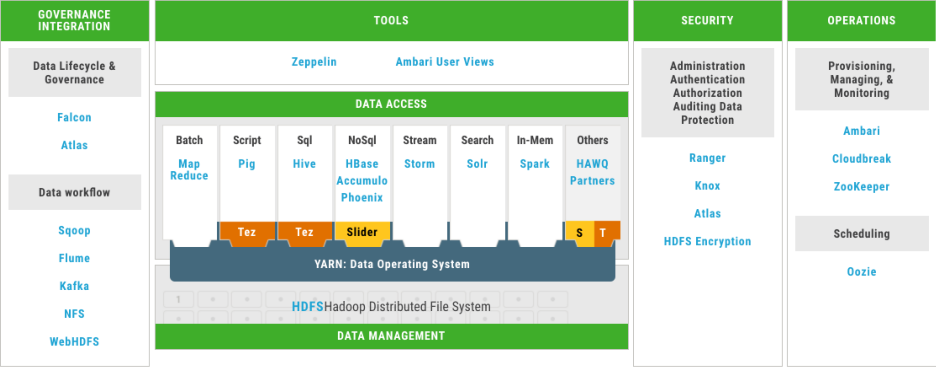 GOVERNANCE
INTEGRATION
Data Lifecycle &
Governance
Falcon
Atlas
Data workflow
Sqoop
Flume
Kafka
NFS
WebHDFS
TOOLS
Zeppelin
Ambari User Views
DATA ACCESS
Batch
Map
Reduce
Script
Pig
Sql
Hive
NoSql
HBase
Accumulo
Phoenix
Stream
Storm
Search
Solr
In-Mem
Spark
Others
HAWQ
Partners
Tez
Tez
Slider
S
T
YARN: Data Operating System
1
HDFSHadoop Distributed File System
DATA MANAGEMENT
SECURITY
Administration
Authentication
Authorization
Auditing Data
Protection
Ranger
Knox
Atlas
HDFS Encryption
OPERATIONS
Provisioning,
Managing, &
Monitoring
Ambari
Cloudbreak
ZooKeeper
Scheduling
Oozie